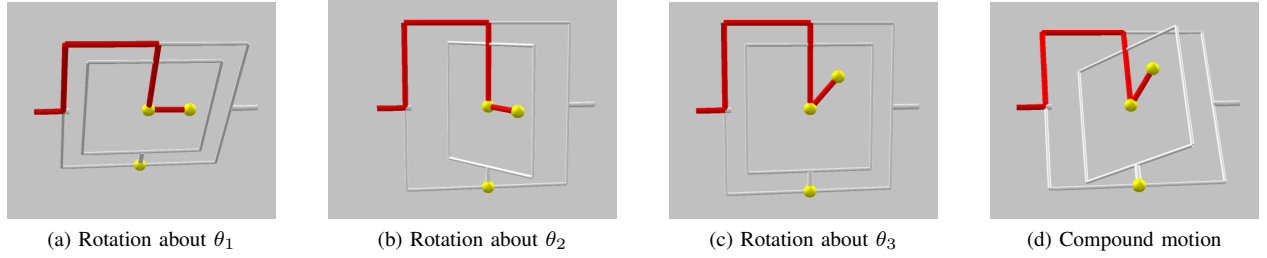 (a) Rotation about θ₁
(b) Rotation about θ₂
(c) Rotation about θ₃
(d) Compound motion